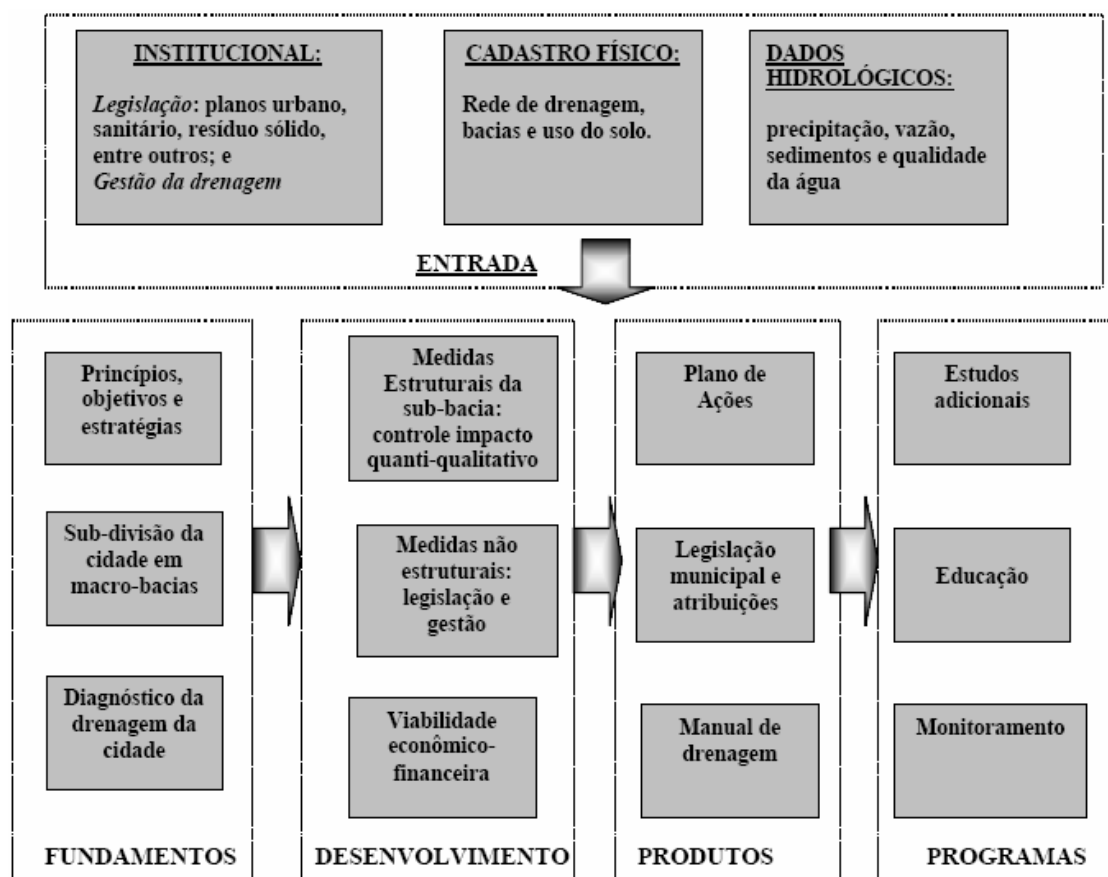 INSTITUCIONAL:
Legislação: planos urbano,
sanitário, resíduo sólido,
entre outros; e
Gestão da drenagem
CADASTRO FÍSICO:
Rede de drenagem,
bacias e uso do solo.
DADOS
HIDROLÓGICOS:
precipitação, vazão,
sedimentos e qualidade
da água
ENTRADA
Princípios,
objetivos e
estratégias
Sub-divisão da
cidade em
macro-bacias
Diagnóstico da
drenagem da
cidade
FUNDAMENTOS
Medidas
Estruturais da
sub-bacia:
controle impacto
quanti-qualitativo
Medidas não
estruturais:
legislação e
gestão
Viabilidade
econômico-
financeira
DESENVOLVIMENTO
Plano de
Ações
Legislação
municipal e
atribuições
Manual de
drenagem
PRODUTOS
Estudos
adicionais
Educação
Monitoramento
PROGRAMAS